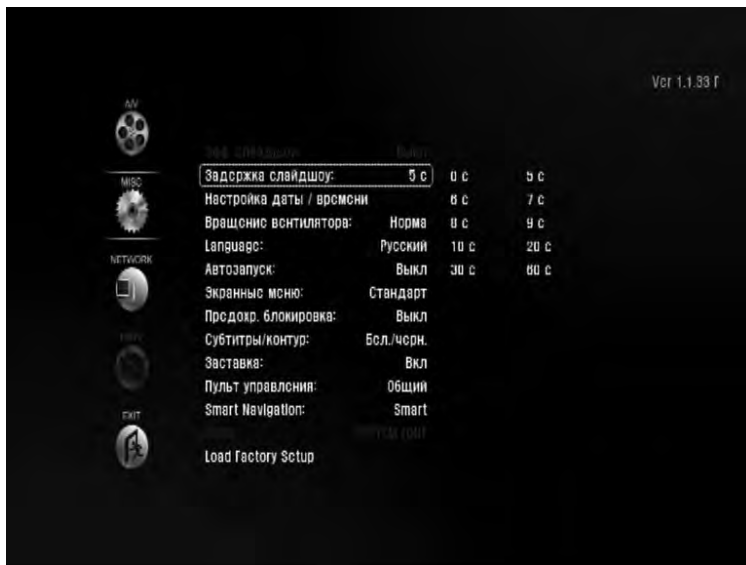 Ver 1.1.33 Г
A/V
Задержка слайдшоу: 5 с 0 с 5 с
MISC
Настройка даты / времени 6 с 7 с
Вращение вентилятора: Норма 9 с
Language: Русский 10 с 20 с
NETWORK
Автозапуск: Выкл 30 с 60 с
Экранные меню: Стандарт
Предохр. блокировка: Выкл
Субтитры/контур: Бел./черн.
Заставка: Вкл
Пульт управления: Общий
Smart Navigation: Smart
EXIT
Load Factory Setup